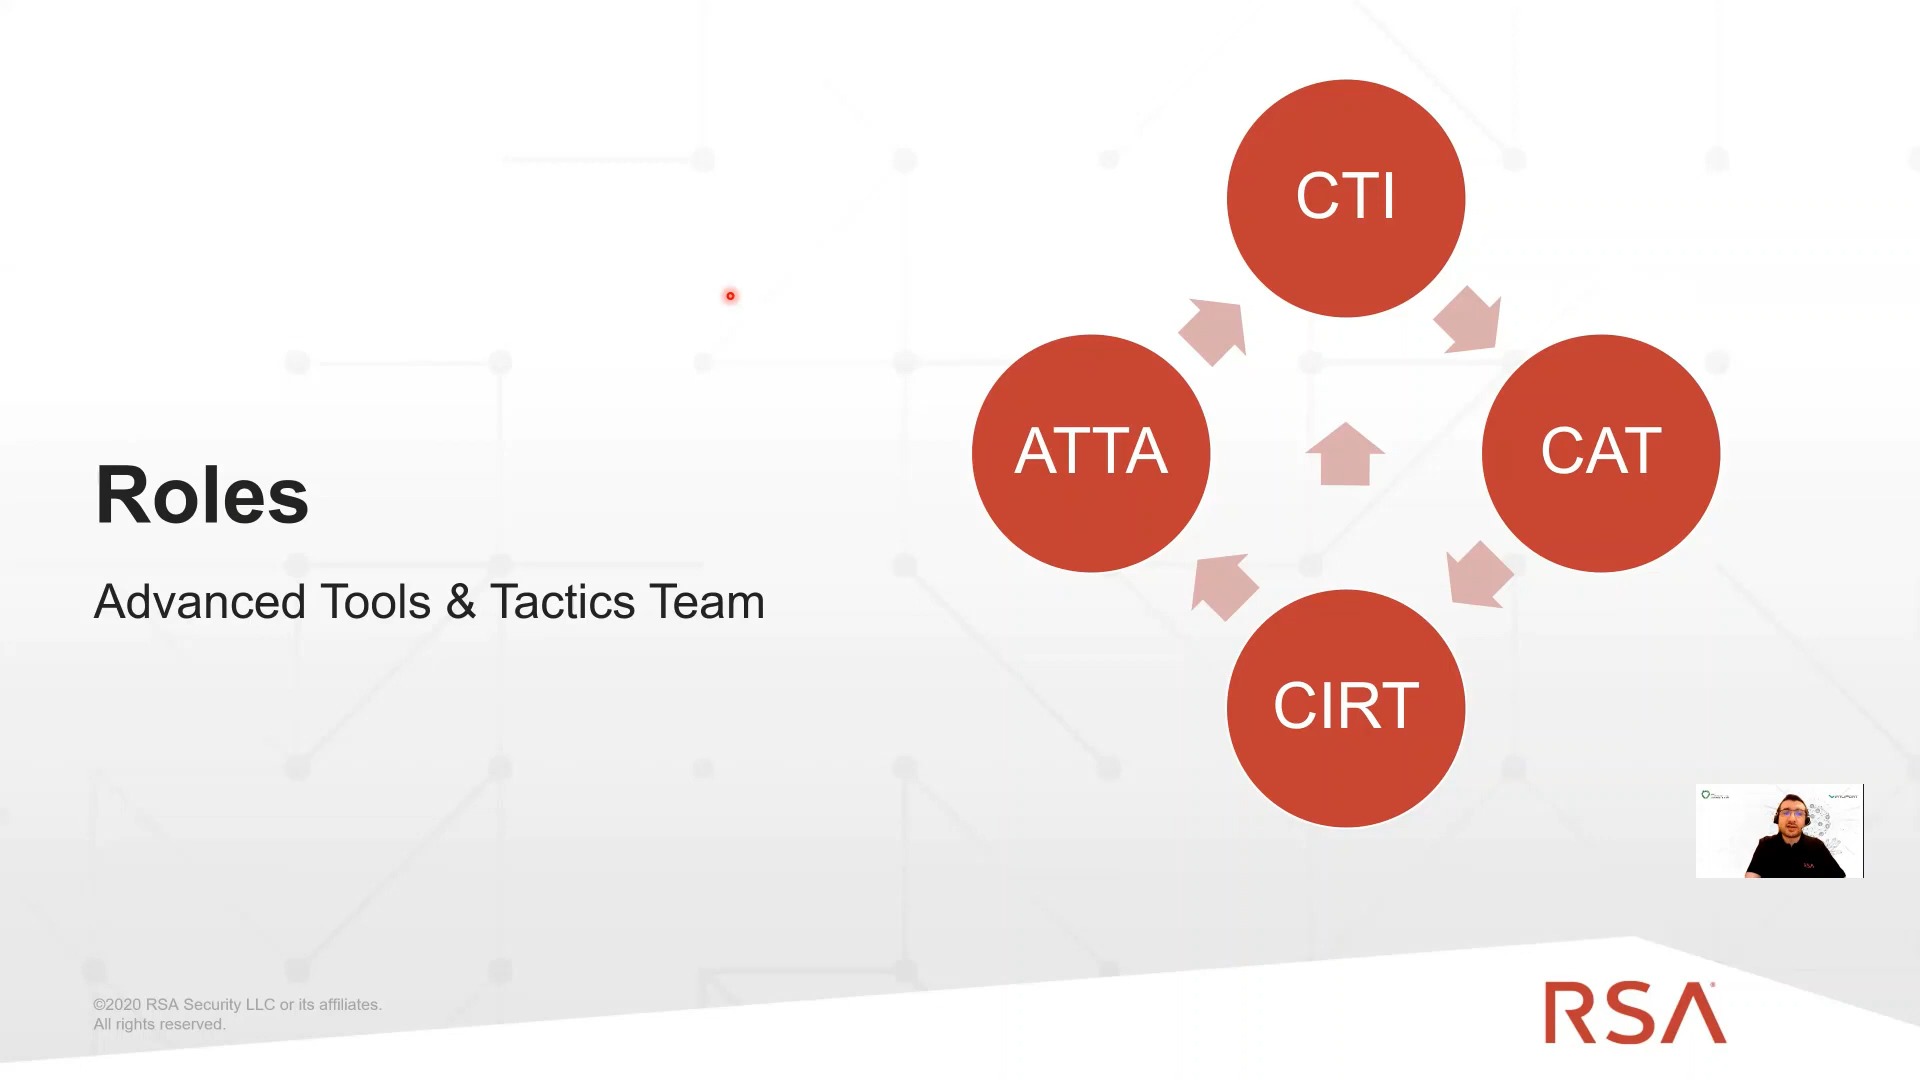 CTI
ATTA
CAT
CIRT
Roles
Advanced Tools & Tactics Team
©2020 RSA Security LLC or its affiliates.
All rights reserved.
RSA
RSA